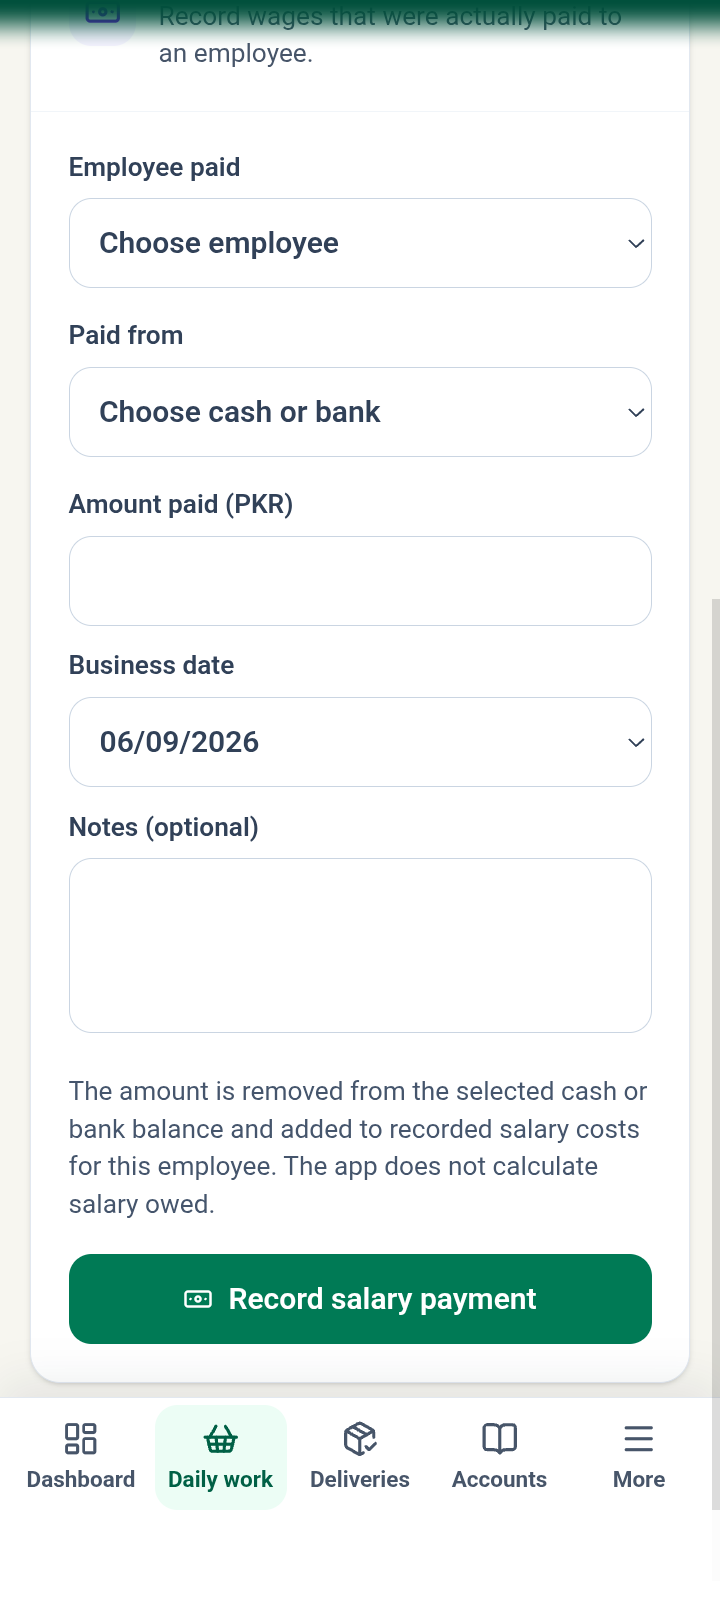 Record wages that were actually paid to
an employee.
Employee paid
Choose employee
Paid from
Choose cash or bank
Amount paid (PKR)
Business date
06/09/2026
Notes (optional)
The amount is removed from the selected cash or
bank balance and added to recorded salary costs
for this employee. The app does not calculate
salary owed.
Record salary payment
Dashboard
Daily work
Deliveries
Accounts
More